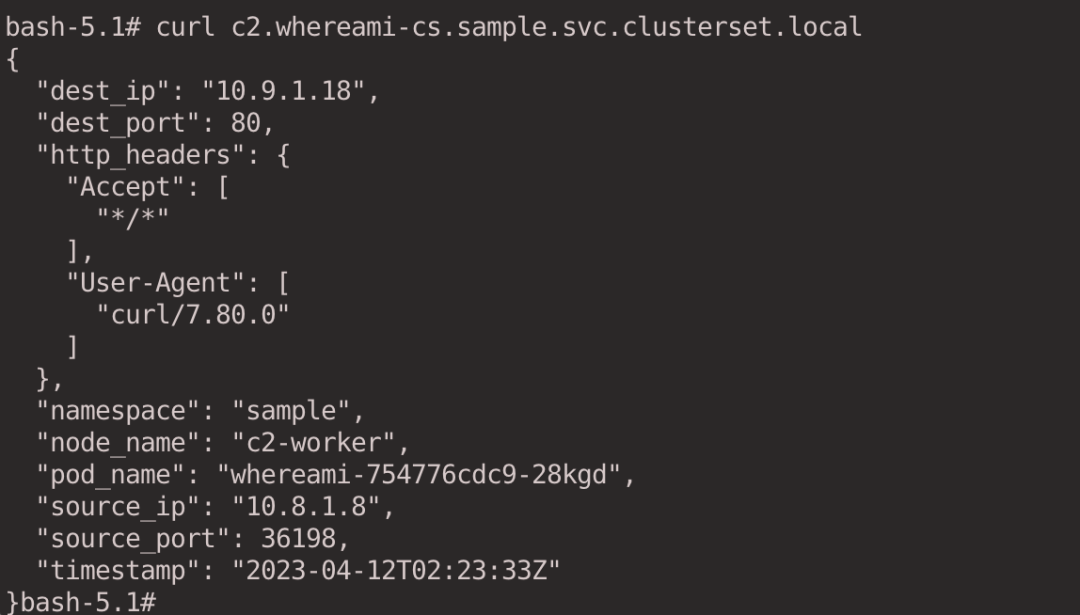 bash-5.1# curl c2.whereami-cs.sample.svc.clusterset.local
{
  "dest_ip": "10.9.1.18",
  "dest_port": 80,
  "http_headers": {
    "Accept": [
      "*/*"
    ],
    "User-Agent": [
      "curl/7.80.0"
    ]
  },
  "namespace": "sample",
  "node_name": "c2-worker",
  "pod_name": "whereami-754776cdc9-28kgd",
  "source_ip": "10.8.1.8",
  "source_port": 36198,
  "timestamp": "2023-04-12T02:23:33Z"
}bash-5.1#